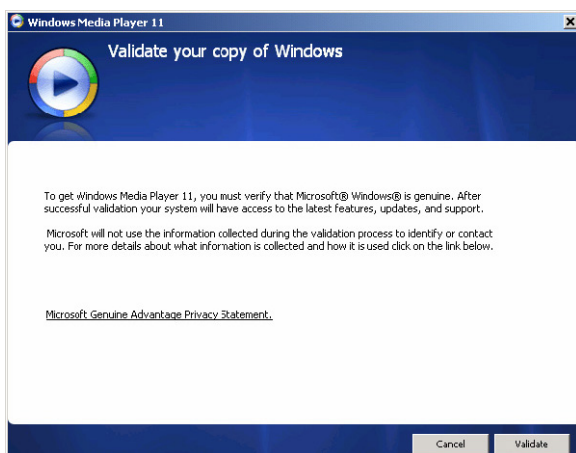 Windows Media Player 11
Validate your copy of Windows
To get Windows Media Player 11, you must verify that Microsoft® Windows® is genuine. After
successful validation your system will have access to the latest features, updates, and support.
Microsoft will not use the information collected during the validation process to identify or contact
you. For more details about what information is collected and how it is used click on the link below.
Microsoft Genuine Advantage Privacy Statement.
Cancel Validate